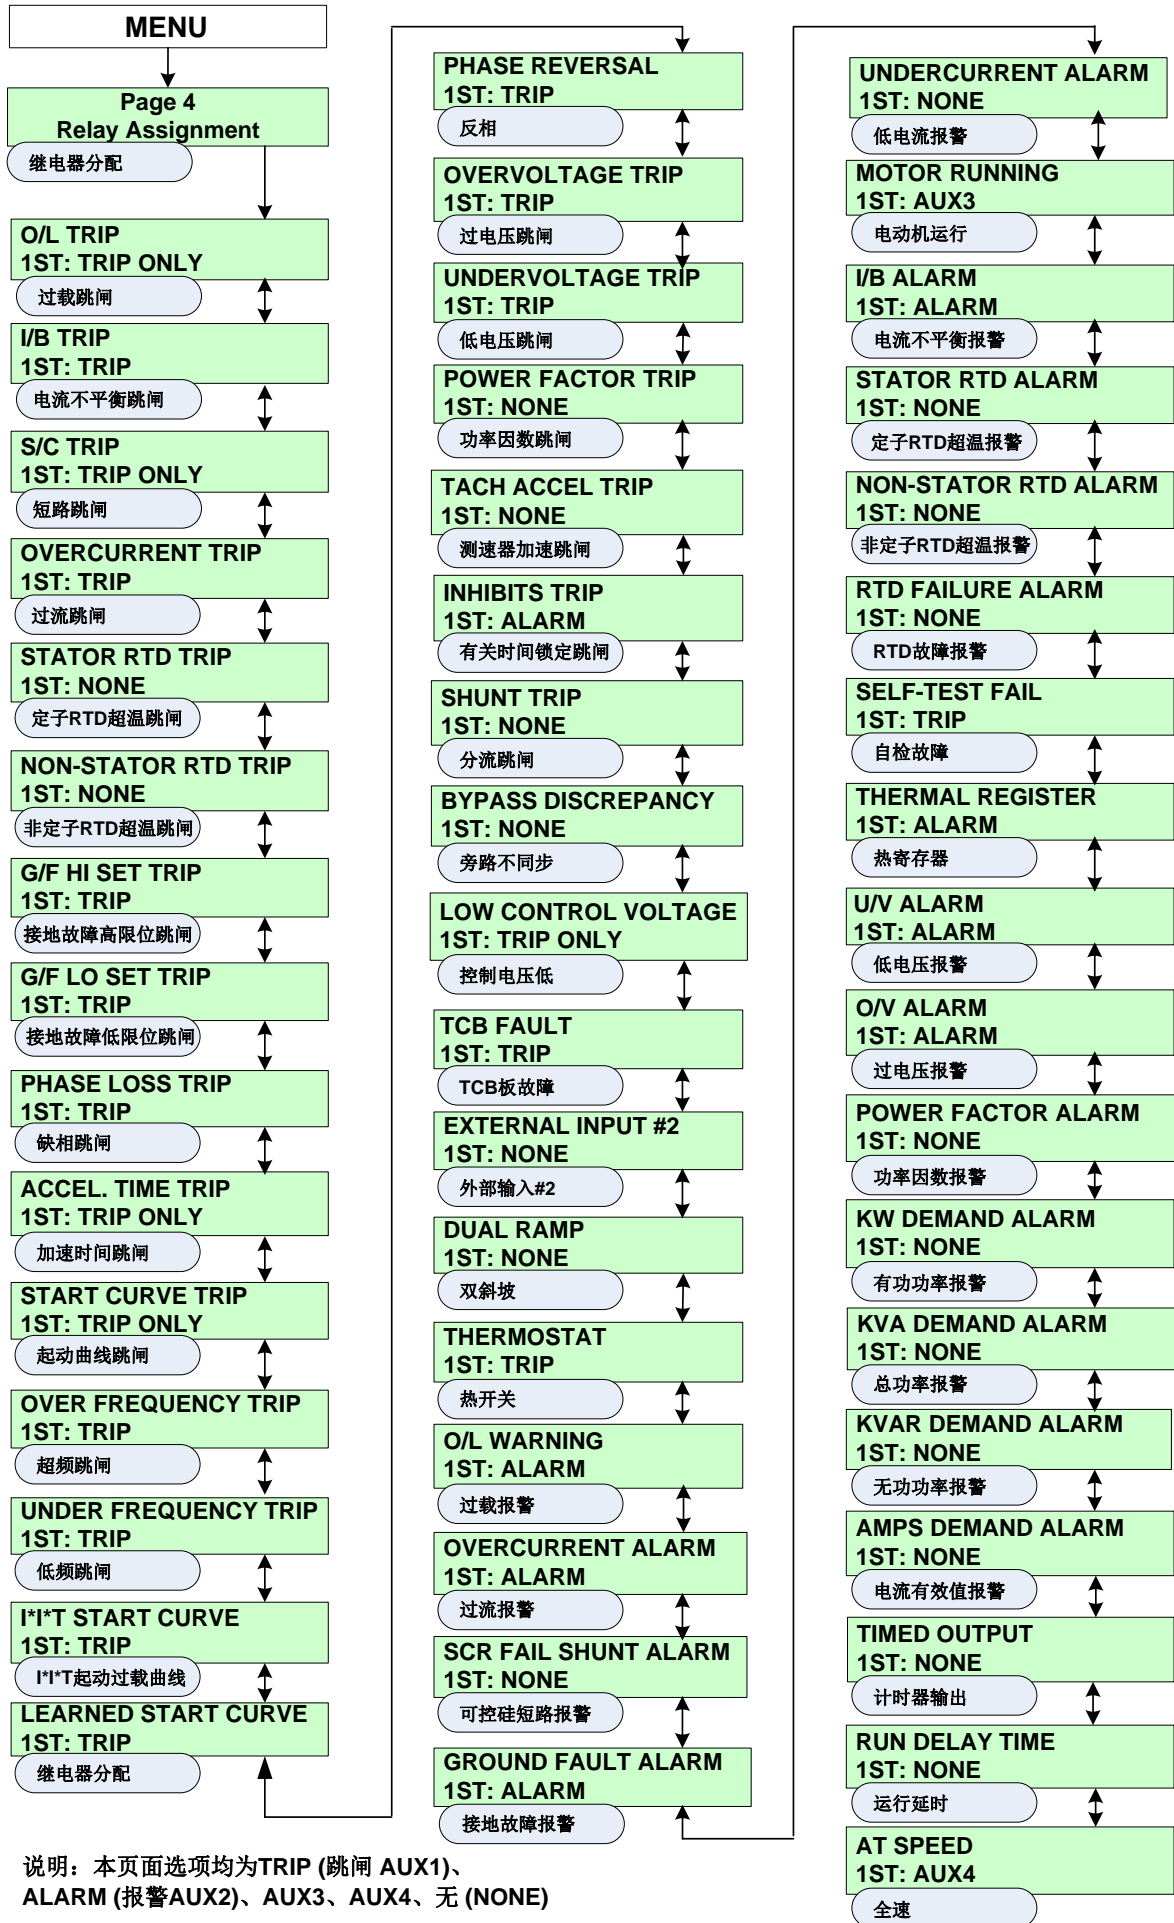 MENU
Page 4
Relay Assignment
继电器分配
O/L TRIP
1ST: TRIP ONLY
过载跳闸
I/B TRIP
1ST: TRIP
电流不平衡跳闸
S/C TRIP
1ST: TRIP ONLY
短路跳闸
OVERCURRENT TRIP
1ST: TRIP
过流跳闸
STATOR RTD TRIP
1ST: NONE
定子RTD超温跳闸
NON-STATOR RTD TRIP
1ST: NONE
非定子RTD超温跳闸
G/F HI SET TRIP
1ST: TRIP
接地故障高限位跳闸
G/F LO SET TRIP
1ST: TRIP
接地故障低限位跳闸
PHASE LOSS TRIP
1ST: TRIP
缺相跳闸
ACCEL. TIME TRIP
1ST: TRIP ONLY
加速时间跳闸
START CURVE TRIP
1ST: TRIP ONLY
起动曲线跳闸
OVER FREQUENCY TRIP
1ST: TRIP
超频跳闸
UNDER FREQUENCY TRIP
1ST: TRIP
低频跳闸
I*I*T START CURVE
1ST: TRIP
I*I*T起动过载曲线
LEARNED START CURVE
1ST: TRIP
继电器分配
PHASE REVERSAL
1ST: TRIP
反相
OVERVOLTAGE TRIP
1ST: TRIP
过电压跳闸
UNDERVOLTAGE TRIP
1ST: TRIP
低电压跳闸
POWER FACTOR TRIP
1ST: NONE
功率因数跳闸
TACH ACCEL TRIP
1ST: NONE
测速器加速跳闸
INHIBITS TRIP
1ST: ALARM
有关时间锁定跳闸
SHUNT TRIP
1ST: NONE
分流跳闸
BYPASS DISCREPANCY
1ST: NONE
旁路不同步
LOW CONTROL VOLTAGE
1ST: TRIP ONLY
控制电压低
TCB FAULT
1ST: TRIP
TCB板故障
EXTERNAL INPUT #2
1ST: NONE
外部输入#2
DUAL RAMP
1ST: NONE
双斜坡
THERMOSTAT
1ST: TRIP
热开关
O/L WARNING
1ST: ALARM
过载报警
OVERCURRENT ALARM
1ST: ALARM
过流报警
SCR FAIL SHUNT ALARM
1ST: NONE
可控硅短路报警
GROUND FAULT ALARM
1ST: ALARM
接地故障报警
UNDERCURRENT ALARM
1ST: NONE
低电流报警
MOTOR RUNNING
1ST: AUX3
电动机运行
I/B ALARM
1ST: ALARM
电流不平衡报警
STATOR RTD ALARM
1ST: NONE
定子RTD超温报警
NON-STATOR RTD ALARM
1ST: NONE
非定子RTD超温报警
RTD FAILURE ALARM
1ST: NONE
RTD故障报警
SELF-TEST FAIL
1ST: TRIP
自检故障
THERMAL REGISTER
1ST: ALARM
热寄存器
U/V ALARM
1ST: ALARM
低电压报警
O/V ALARM
1ST: ALARM
过电压报警
POWER FACTOR ALARM
1ST: NONE
功率因数报警
KW DEMAND ALARM
1ST: NONE
有功功率报警
KVA DEMAND ALARM
1ST: NONE
总功率报警
KVAR DEMAND ALARM
1ST: NONE
无功功率报警
AMPS DEMAND ALARM
1ST: NONE
电流有效值报警
TIMED OUTPUT
1ST: NONE
计时器输出
RUN DELAY TIME
1ST: NONE
运行延时
AT SPEED
1ST: AUX4
全速
说明：本页面选项均为TRIP (跳闸 AUX1)、
ALARM (报警AUX2)、AUX3、AUX4、无 (NONE)